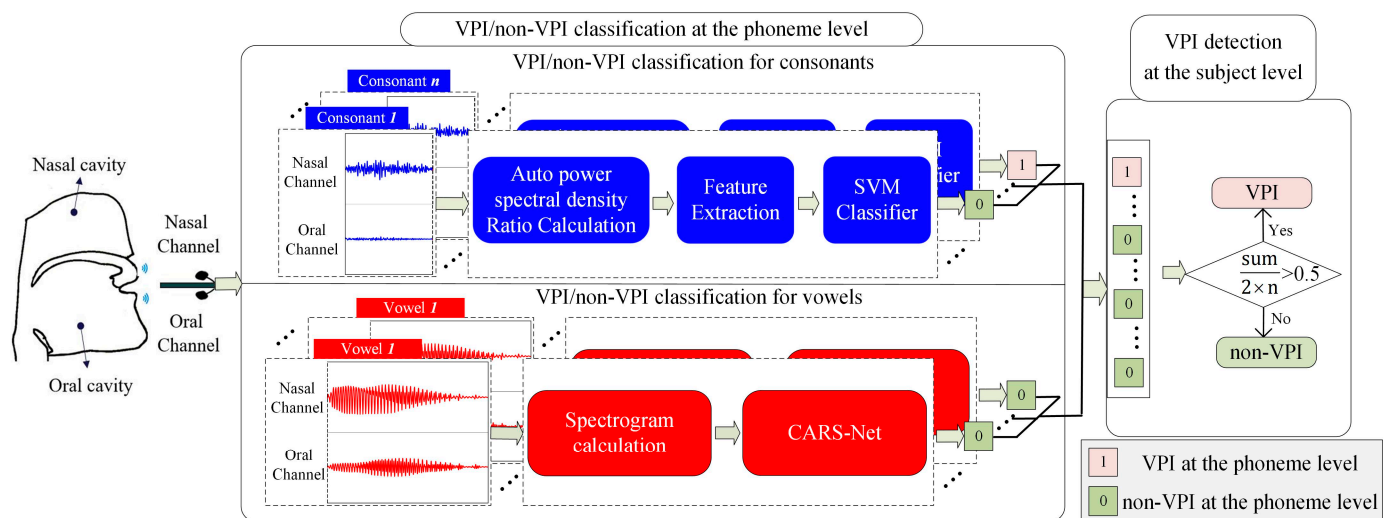 VPI/non-VPI classification at the phoneme level
VPI/non-VPI classification for consonants
Consonant n
Consonant 1
Nasal
Channel
Oral
Channel
Auto power
spectral density
Ratio Calculation
Feature
Extraction
SVM
Classifier
1
0
Nasal cavity
Nasal
Channel
Oral
Channel
Oral cavity
VPI/non-VPI classification for vowels
Vowel 1
Vowel 1
Nasal
Channel
Oral
Channel
Spectrogram
calculation
CARS-Net
0
0
VPI detection
at the subject level
1
0
0
0
VPI
Yes
sum
2 × n
>0.5
No
non-VPI
1 VPI at the phoneme level
0 non-VPI at the phoneme level